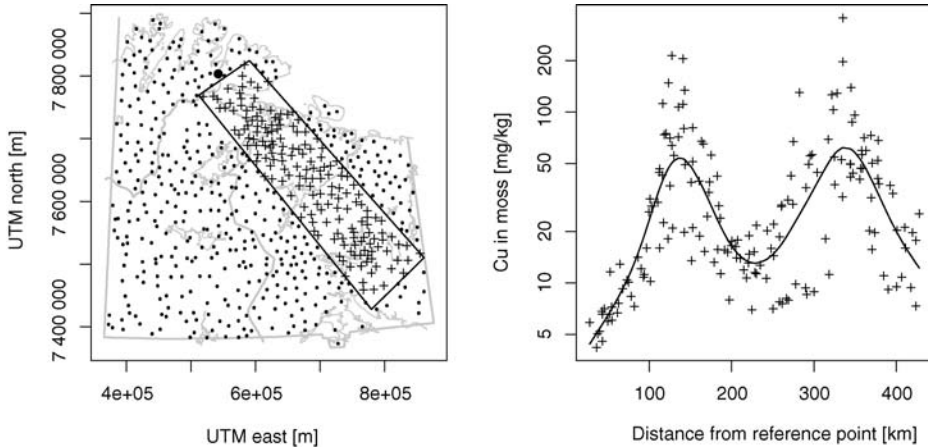 7 400 000
7 600 000
7 800 000
UTM north [m]
4e+05
6e+05
8e+05
UTM east [m]
200
100
50
20
10
5
Cu in moss [mg/kg]
100
200
300
400
Distance from reference point [km]